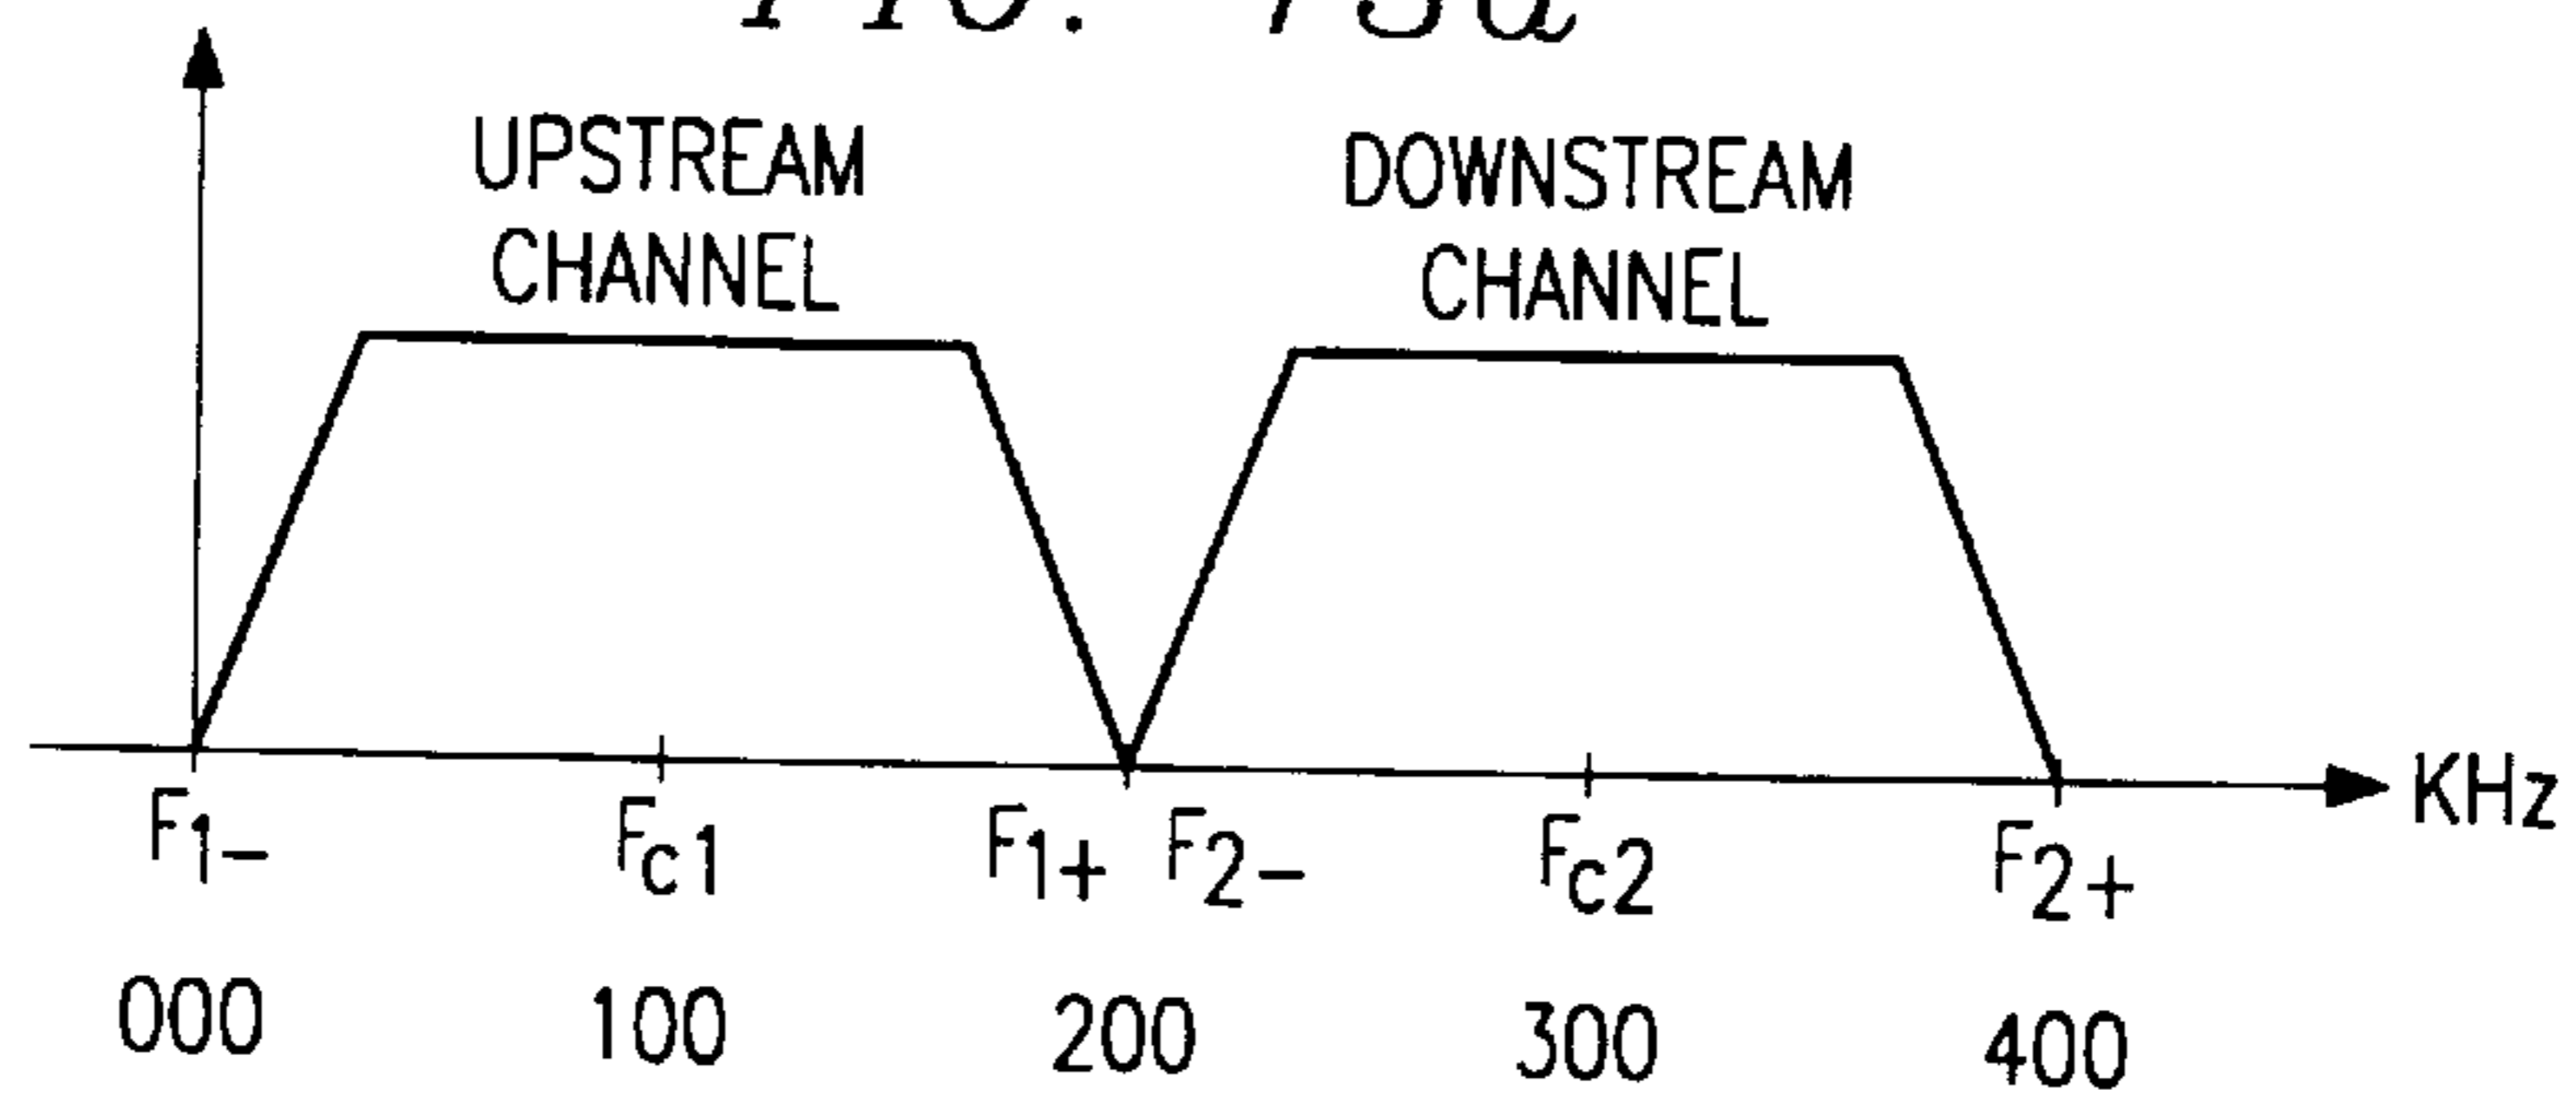 UPSTREAM
CHANNEL
DOWNSTREAM
CHANNEL
KHz
F1- Fc1 F1+ F2- Fc2 F2+
000 100 200 300 400